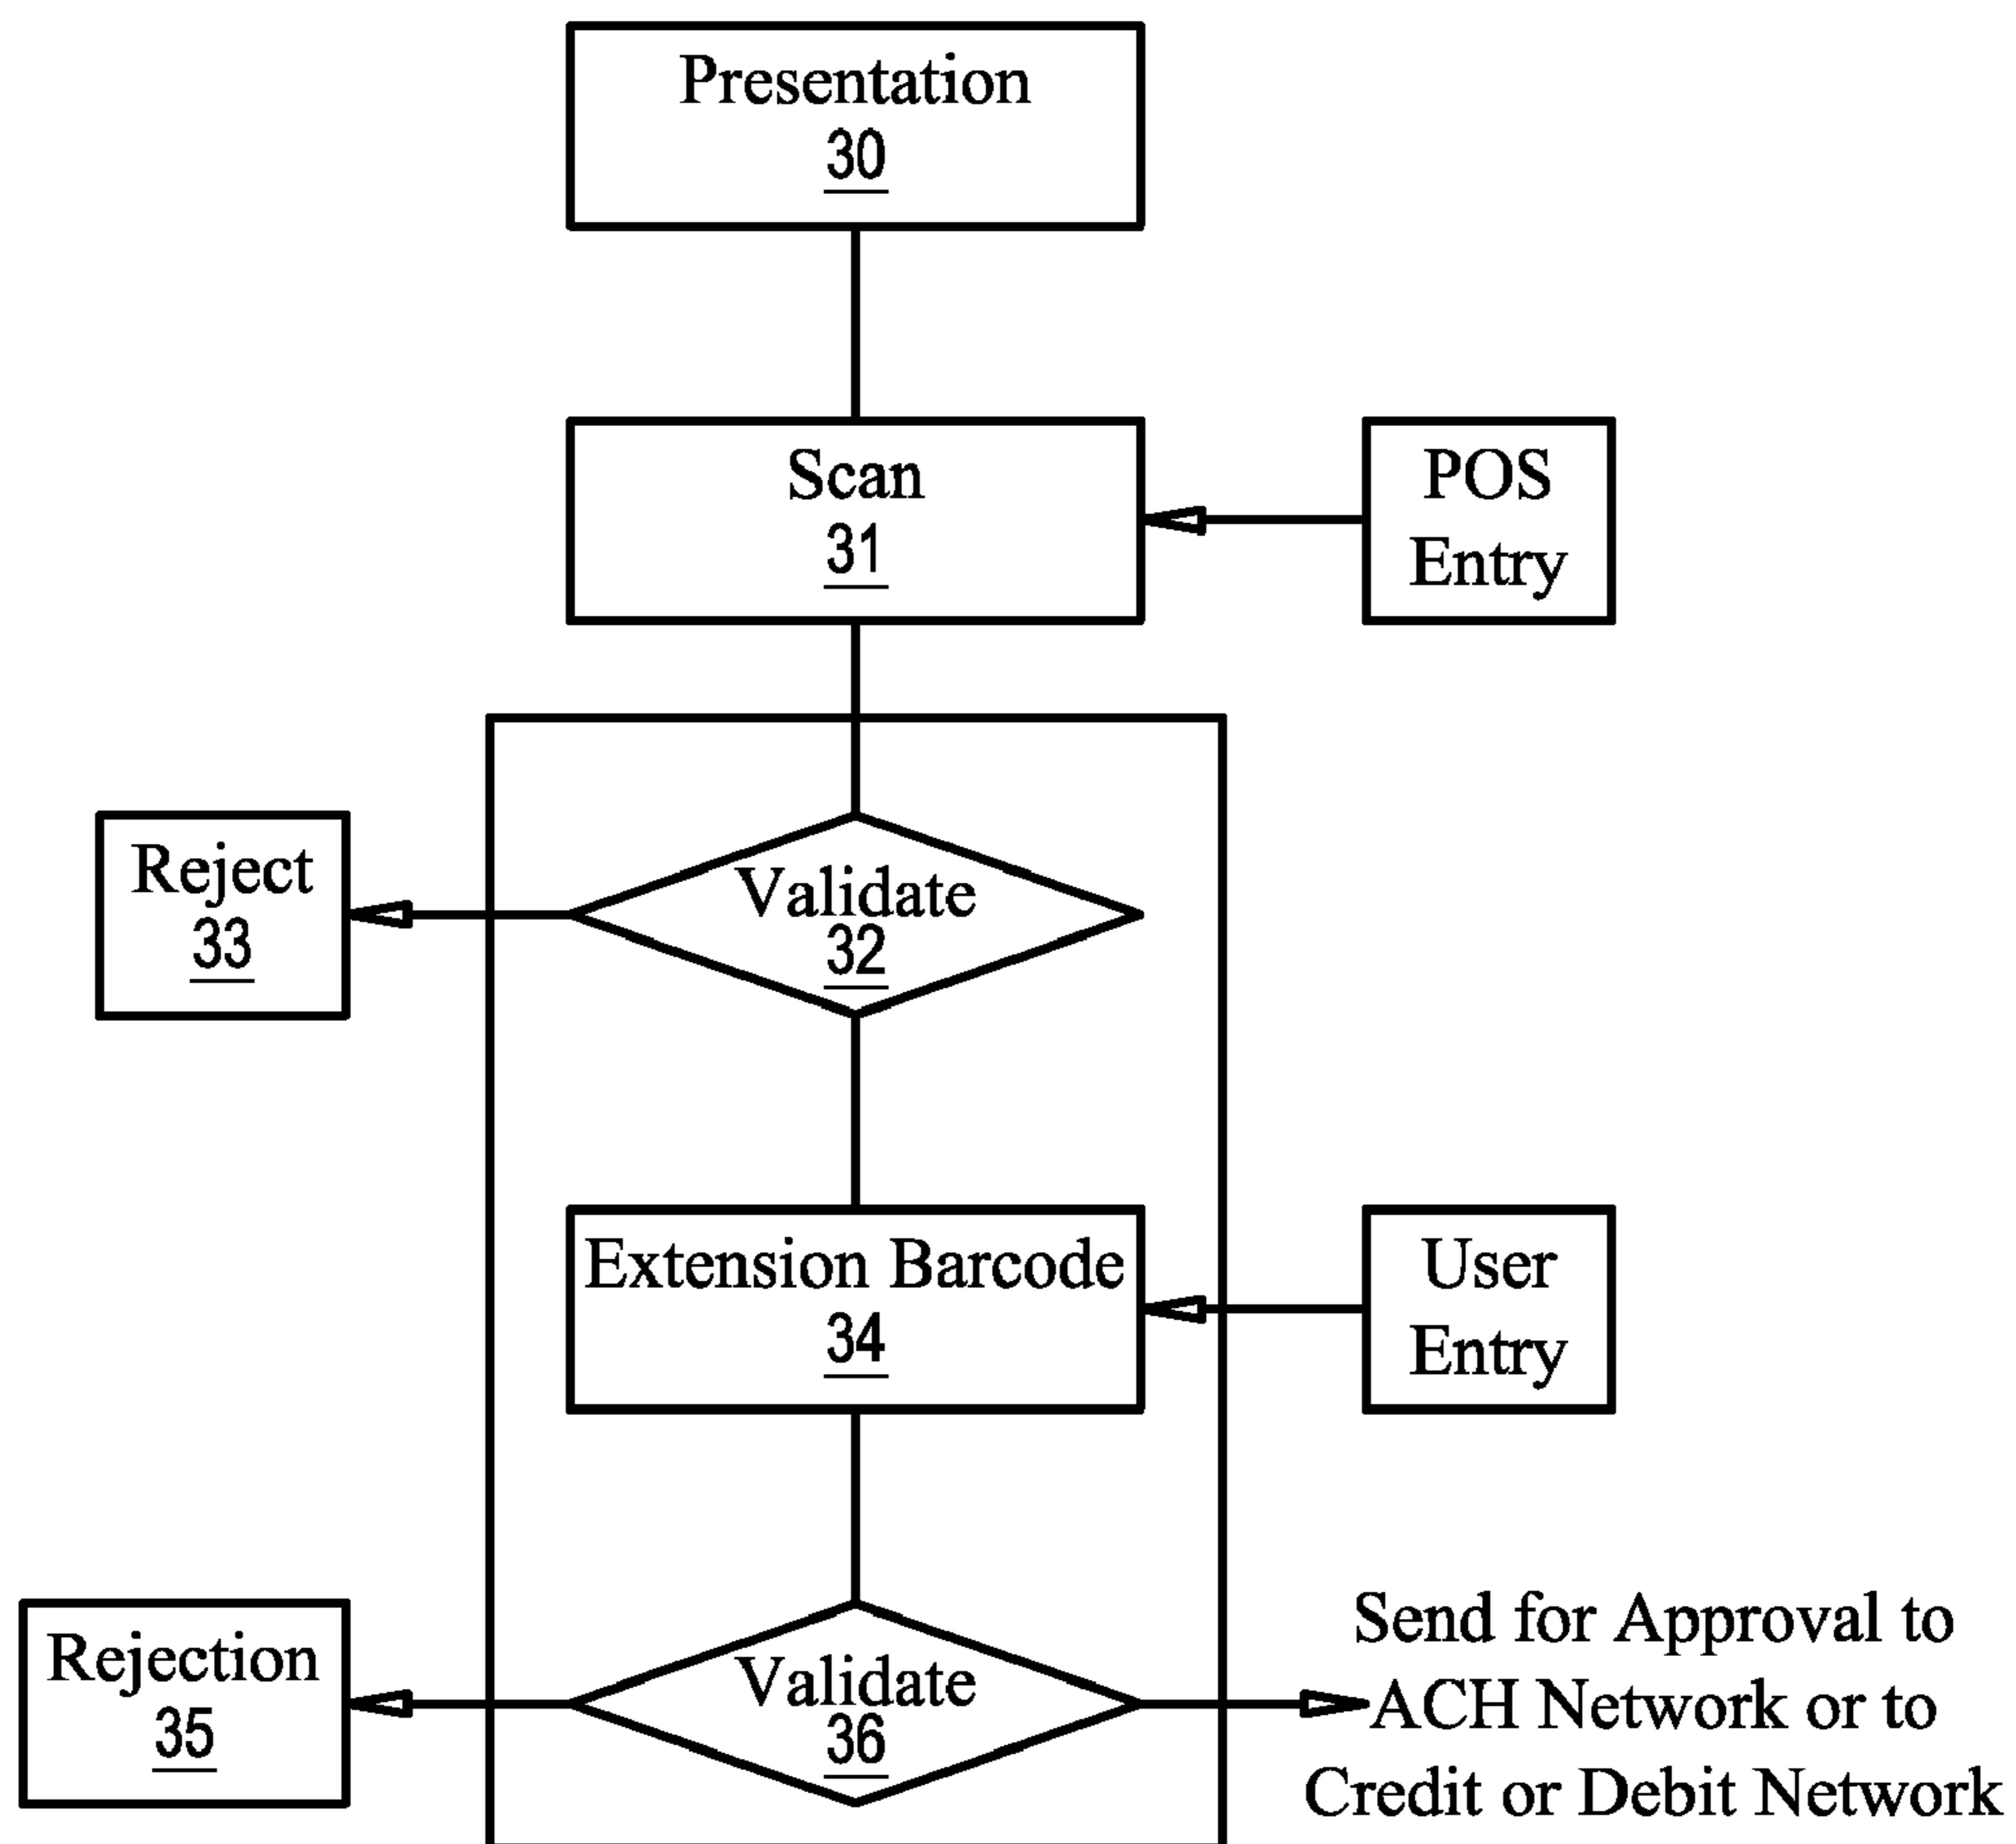 Presentation
30
Scan
31
POS
Entry
Reject
33
Validate
32
Extension Barcode
34
User
Entry
Rejection
35
Validate
36
Send for Approval to
ACH Network or to
Credit or Debit Network